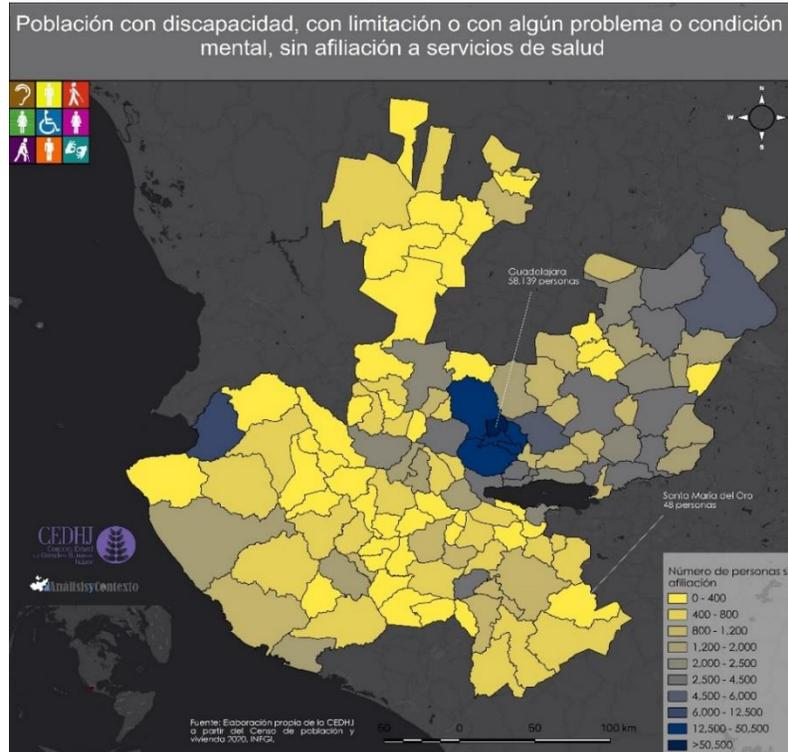 Población con discapacidad, con limitación o con algún problema o condición
mental, sin afiliación a servicios de salud
N
W
E
S
Guadalajara
58,139 personas
Santa María del Oro
48 personas
CEDHJ
AnálisisyContexto
Número de personas s
afiliación
0 - 400
400 - 800
800 - 1,200
1,200 - 2,000
2,000 - 2,500
2,500 - 4,500
4,500 - 6,000
6,000 - 12,500
12,500 - 50,500
>50,500
Fuente: Elaboración propia de la CEDHJ
a partir del Censo de población y
vivienda 2020, INEGI.
50 0 50 100 km